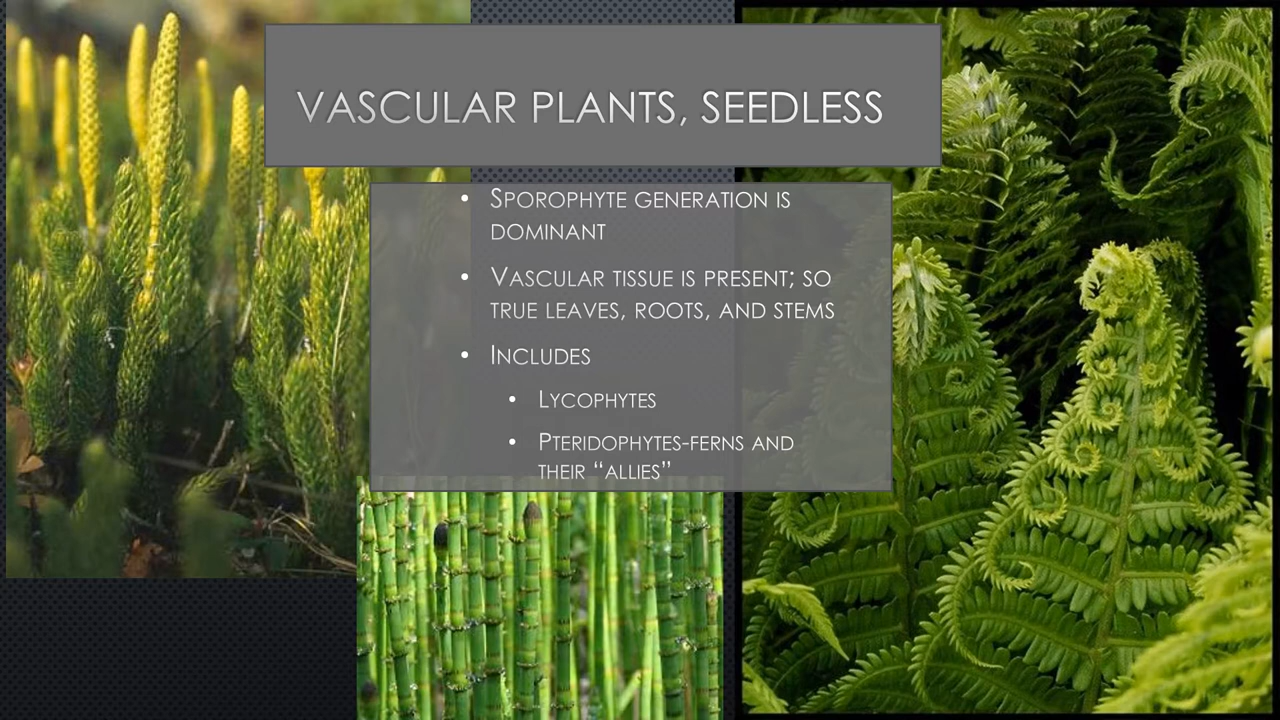 VASCULAR PLANTS, SEEDLESS
• SPOROPHYTE GENERATION IS
DOMINANT
• VASCULAR TISSUE IS PRESENT; SO
TRUE LEAVES, ROOTS, AND STEMS
• INCLUDES
• LYCOPHYTES
• PTERIDOPHYTES-FERNS AND
THEIR “ALLIES”